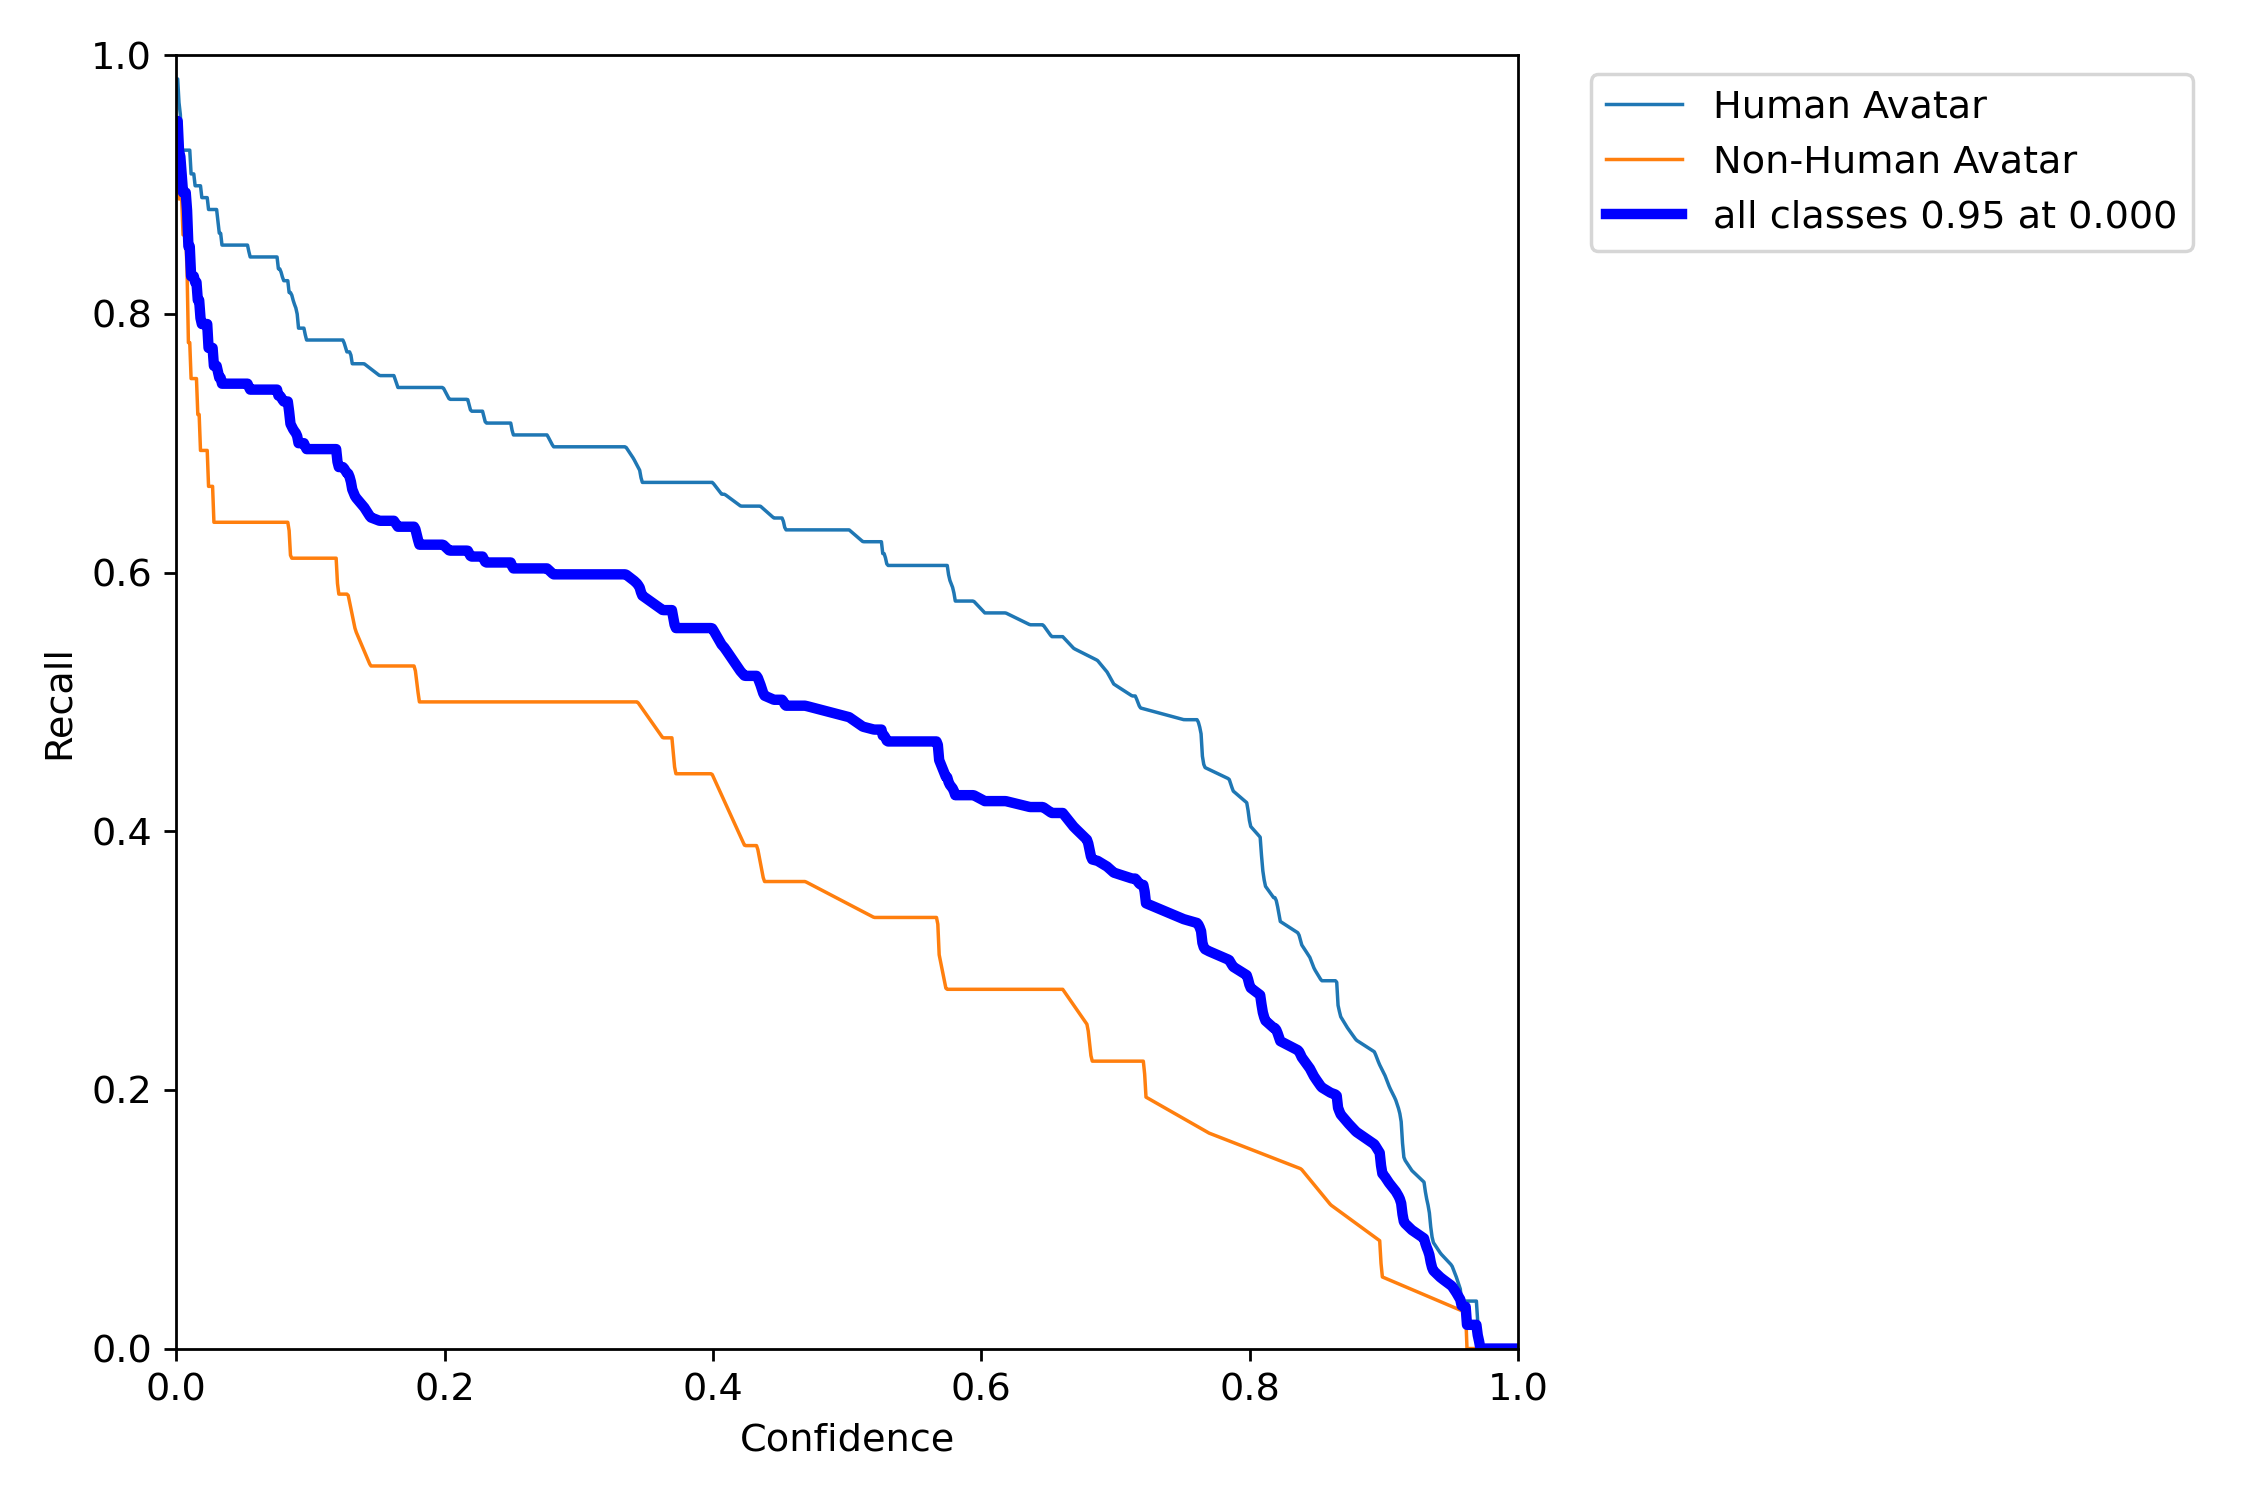 1.0
0.8
0.6
0.4
0.2
0.0
Recall
0.0 0.2 0.4 0.6 0.8 1.0
Confidence
Human Avatar
Non-Human Avatar
all classes 0.95 at 0.000